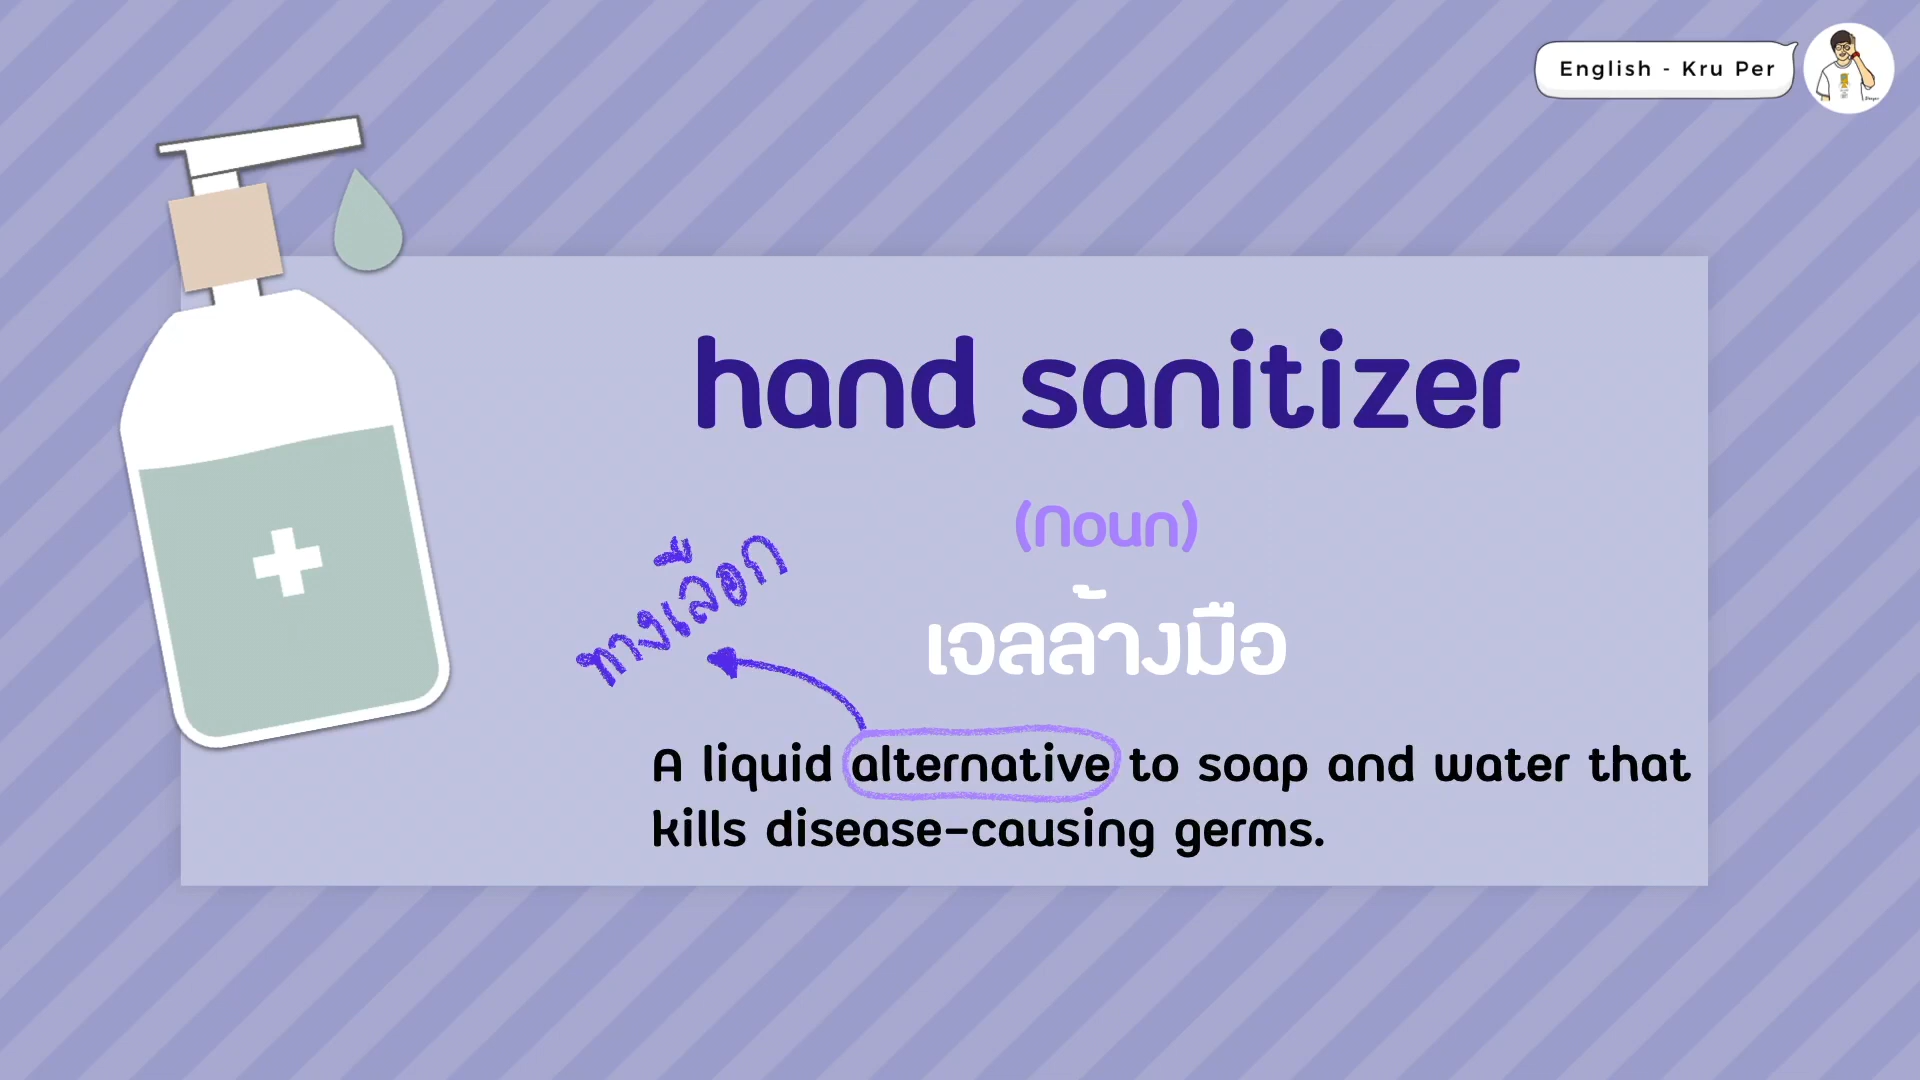 English - Kru Per
hand sanitizer
(Noun)
ทางเลือก
เจลล้างมือ
A liquid alternative to soap and water that
kills disease-causing germs.